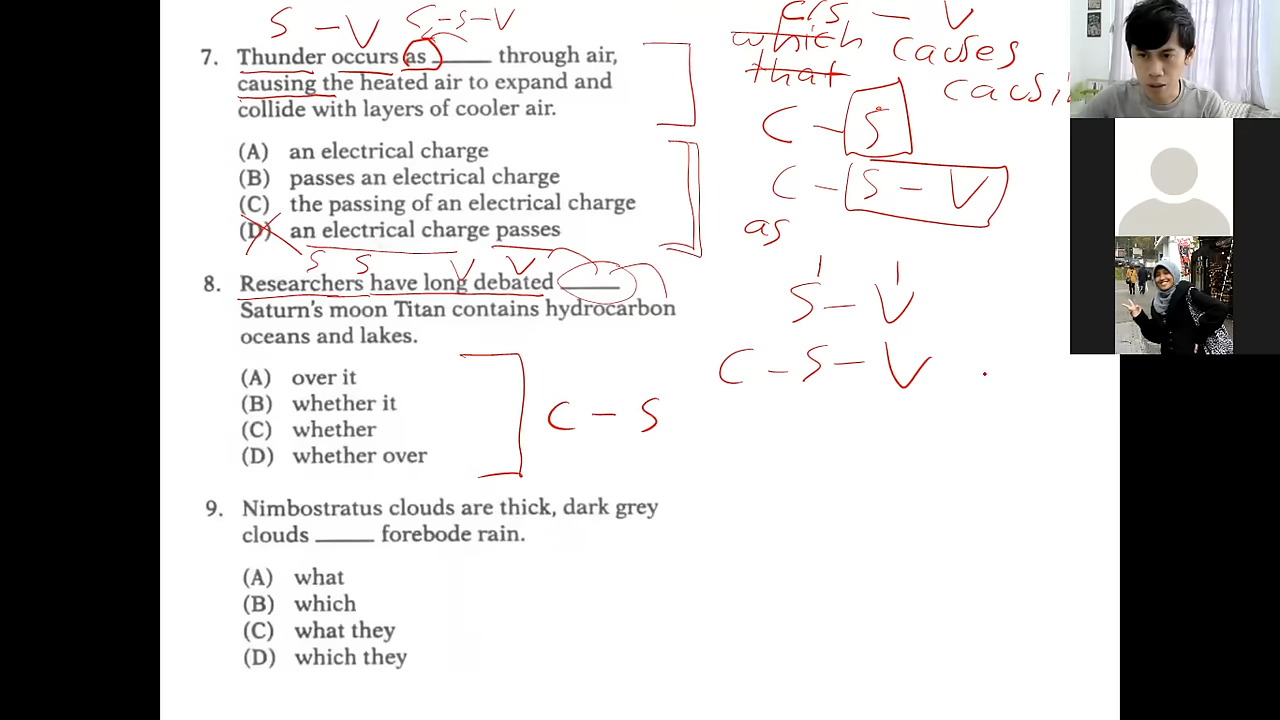 S - V C-S-V
7. Thunder occurs as _____ through air,
causing the heated air to expand and
collide with layers of cooler air.
(A) an electrical charge
(B) passes an electrical charge
(C) the passing of an electrical charge
(D) an electrical charge passes
S S V V
8. Researchers have long debated _____
Saturn's moon Titan contains hydrocarbon
oceans and lakes.
(A) over it
(B) whether it
(C) whether
(D) whether over
C - S
9. Nimbostratus clouds are thick, dark grey
clouds _____ forebode rain.
(A) what
(B) which
(C) what they
(D) which they
C/S - V
which causes
that
C - S
C - S - V
as
S - V
C - S - V